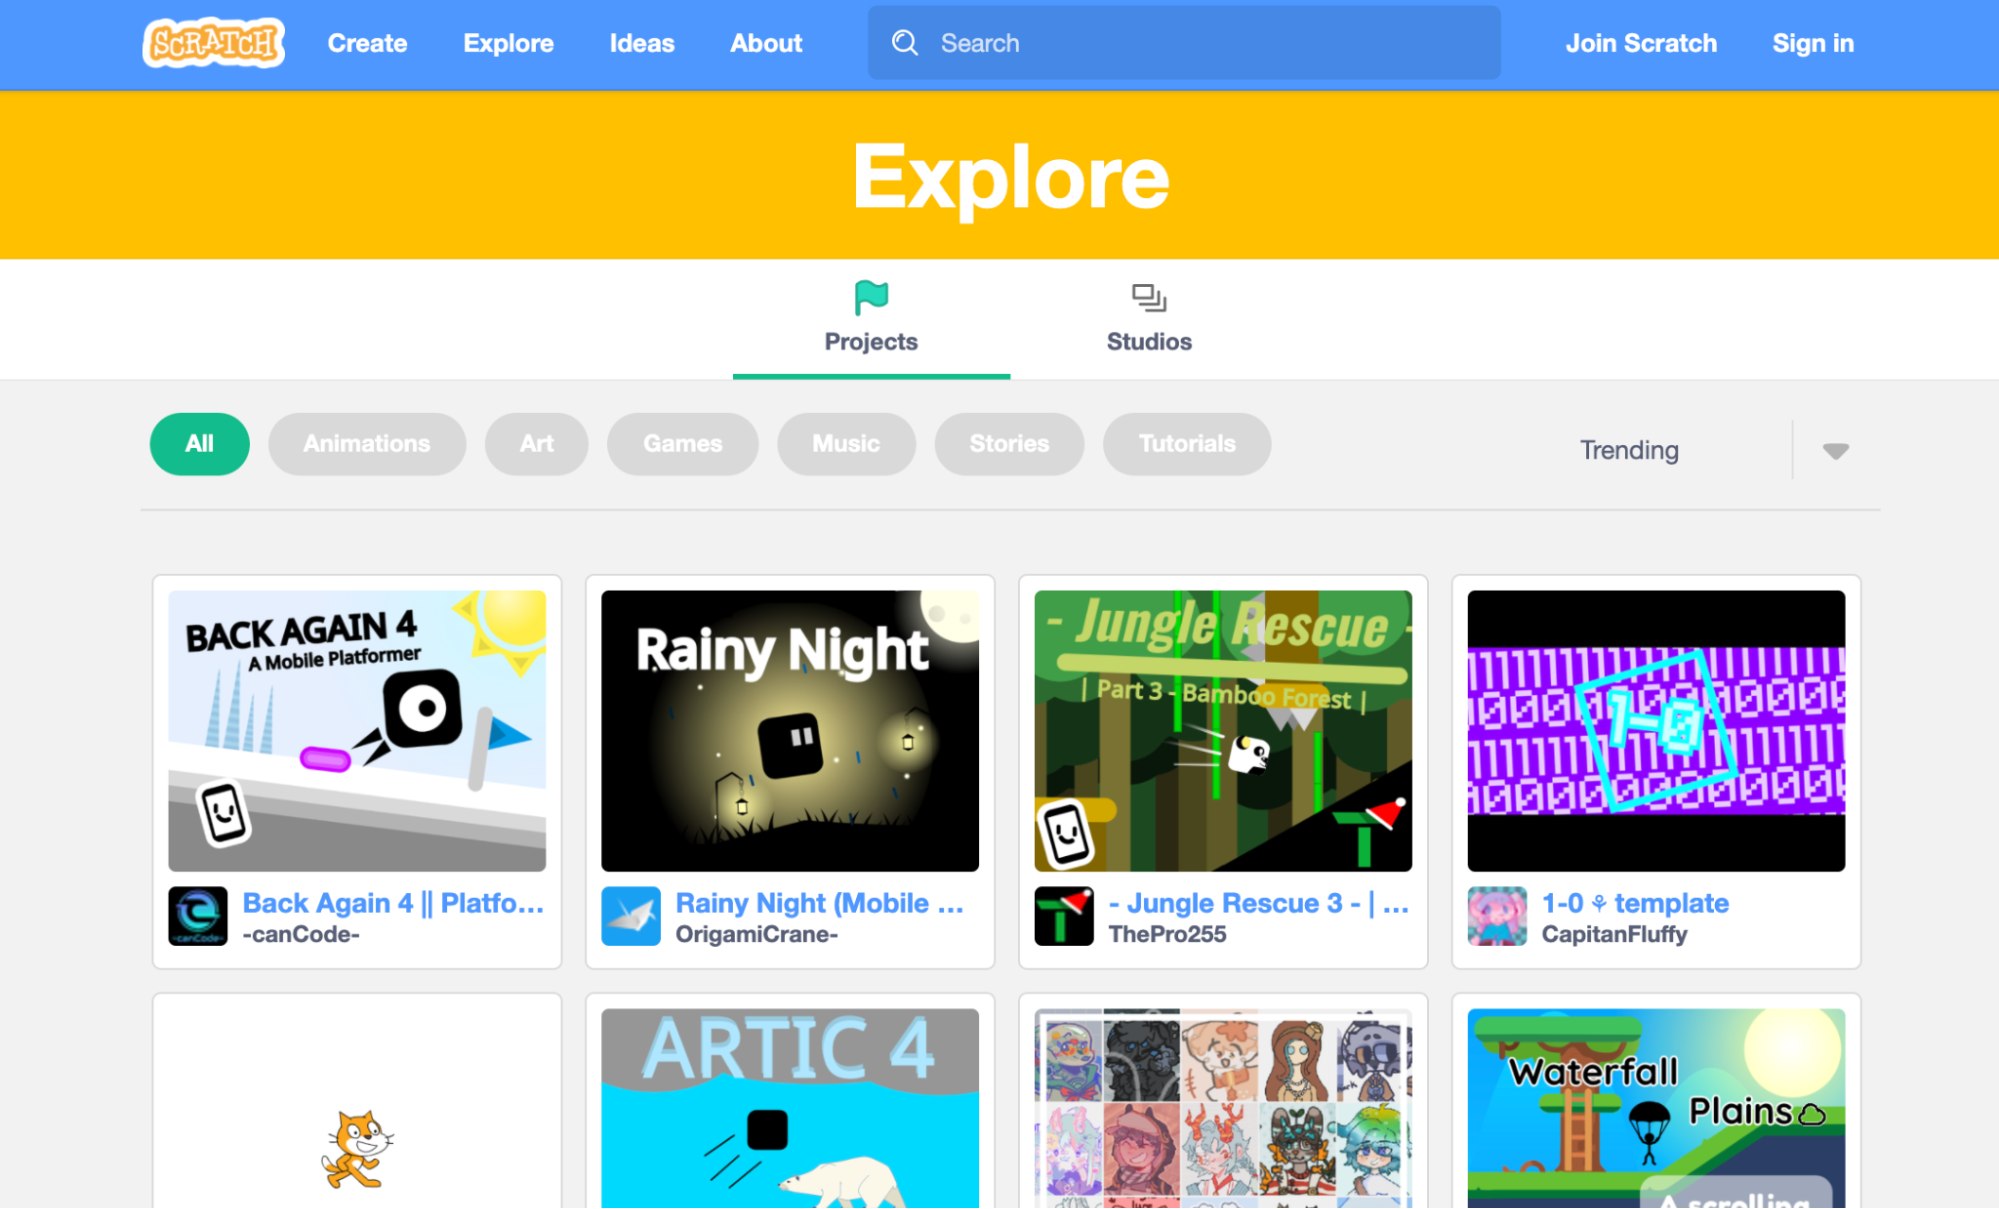 SCRATCH
Create
Explore
Ideas
About
Search
Join Scratch
Sign in
Explore
Projects
Studios
All
Animations
Art
Games
Music
Stories
Tutorials
Trending
BACK AGAIN 4
A Mobile Platformer
Rainy Night
- Jungle Rescue -
| Part 3 - Bamboo Forest |
1-0
-canCode-
Back Again 4 || Platfo...
-canCode-
Rainy Night (Mobile ...
OrigamiCrane-
- Jungle Rescue 3 - | ...
ThePro255
1-0 ⚘ template
CapitanFluffy
ARTIC 4
Waterfall
Plains
A scrolling